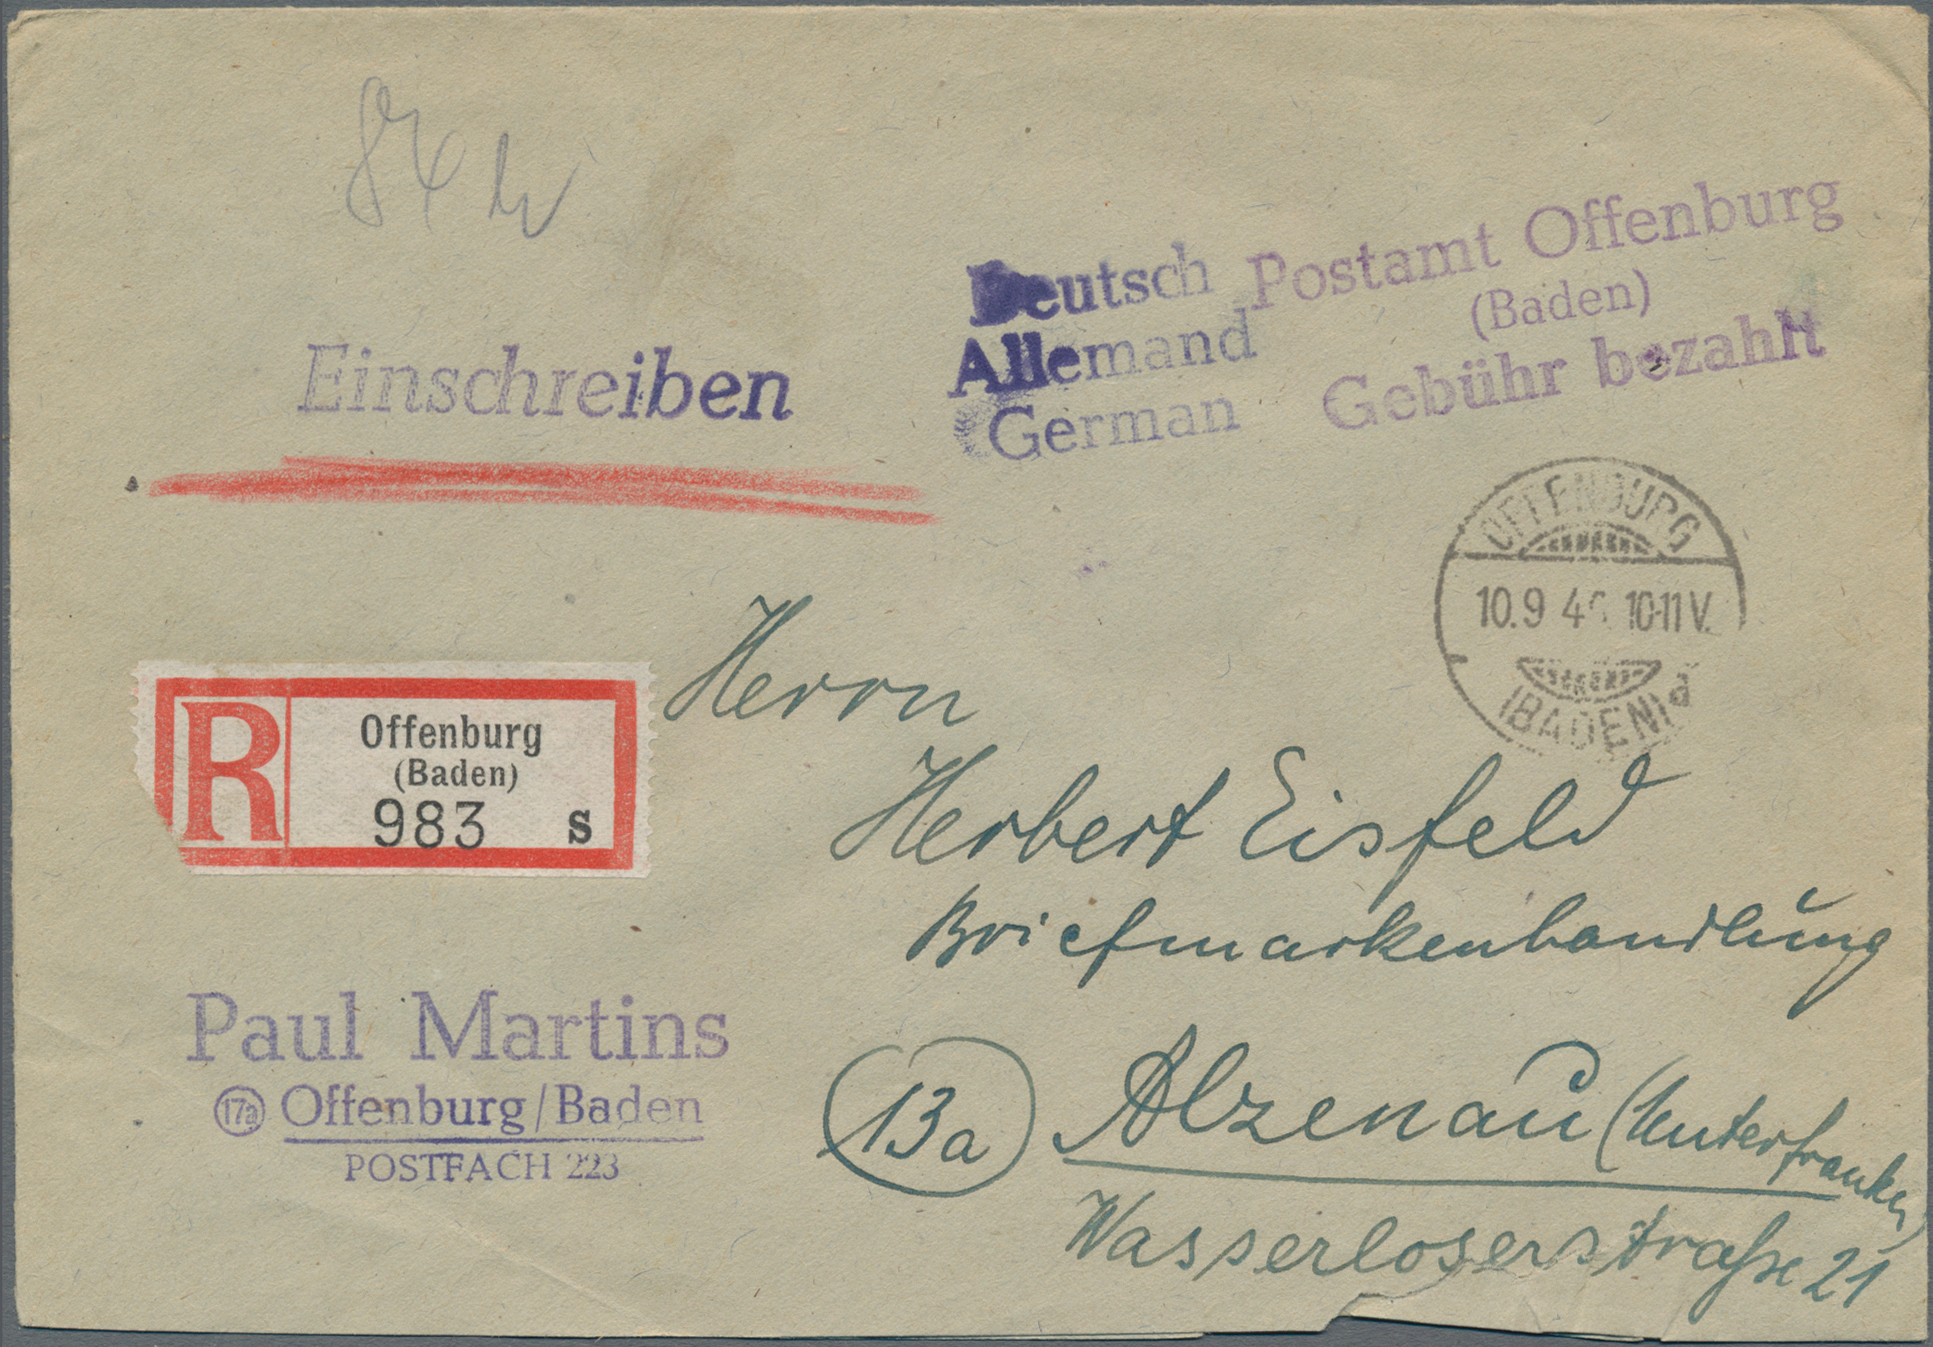 84
Deutsch
Allemand
German
Postamt Offenburg
(Baden)
Gebühr bezahlt
Einschreiben
OFFENBURG
10.9 4 10-11 V.
(BADEN) a
R
Offenburg
(Baden)
983 s
Herrn
Herbert Eisfeld
Briefmarkenhandlung
13a Alzenau (Unterfranken)
Wasserloserstraße 21
Paul Martins
17a Offenburg/Baden
POSTFACH 223